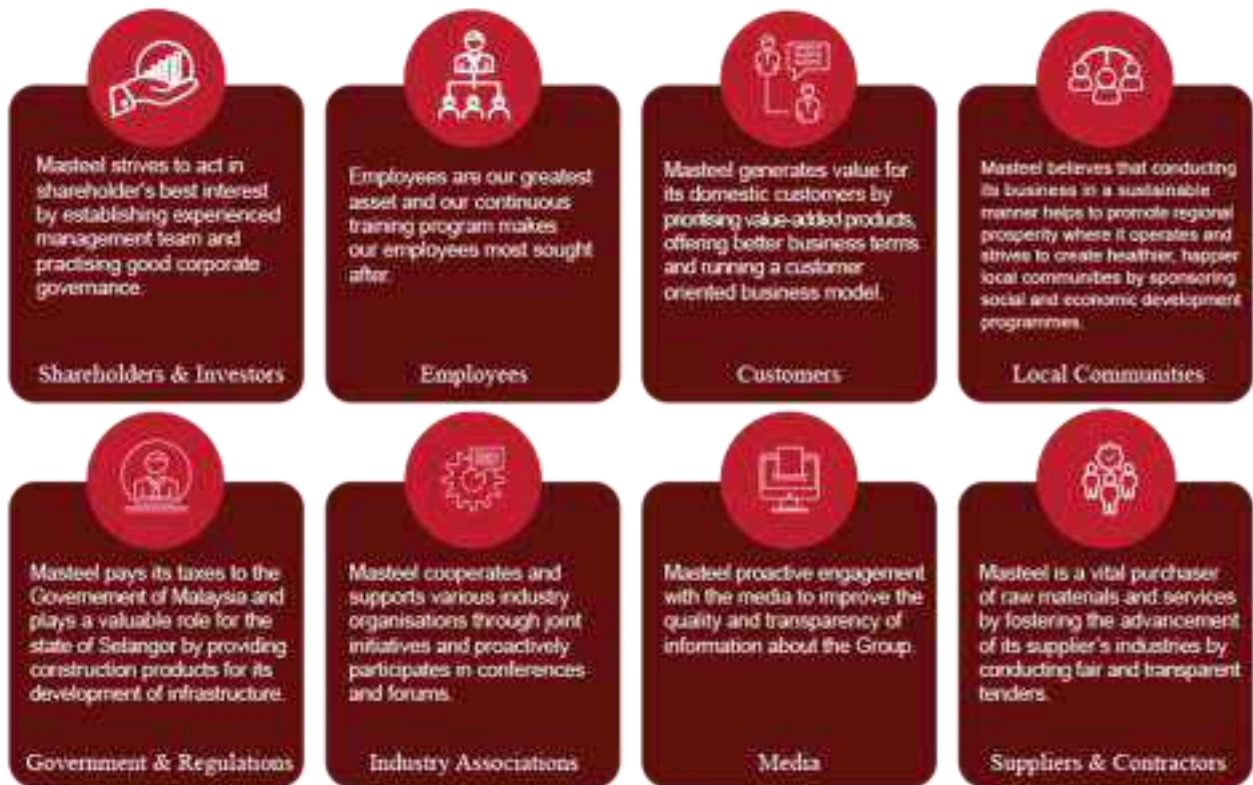 Masteel strives to act in
shareholder's best interest
by establishing experienced
management team and
practising good corporate
governance.
Shareholders & Investors
Employees are our greatest
asset and our continuous
training program makes
our employees most sought
after.
Employees
Masteel generates value for
its domestic customers by
prioritising value-added products,
offering better business terms
and running a customer
oriented business model.
Customers
Masteel believes that conducting
its business in a sustainable
manner helps to promote regional
prosperity where it operates and
strives to create healthier, happier
local communities by sponsoring
social and economic development
programmes.
Local Communities
Masteel pays its taxes to the
Governement of Malaysia and
plays a valuable role for the
state of Selangor by providing
construction products for its
development of infrastructure.
Government & Regulations
Masteel cooperates and
supports various industry
organisations through joint
initiatives and proactively
participates in conferences
and forums.
Industry Associations
Masteel proactive engagement
with the media to improve the
quality and transparency of
information about the Group.
Media
Masteel is a vital purchaser
of raw materials and services
by fostering the advancement
of its supplier's industries by
conducting fair and transparent
tenders.
Suppliers & Contractors